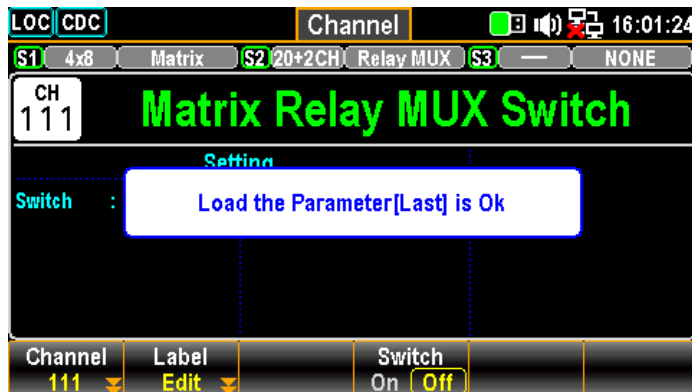 LOC CDC Channel 16:01:24
S1 4x8 Matrix S2 20+2CH Relay MUX S3 — NONE
CH
111
Matrix Relay MUX Switch
Setting
Switch :
Load the Parameter[Last] is Ok
Channel Label Switch
111 Edit On Off